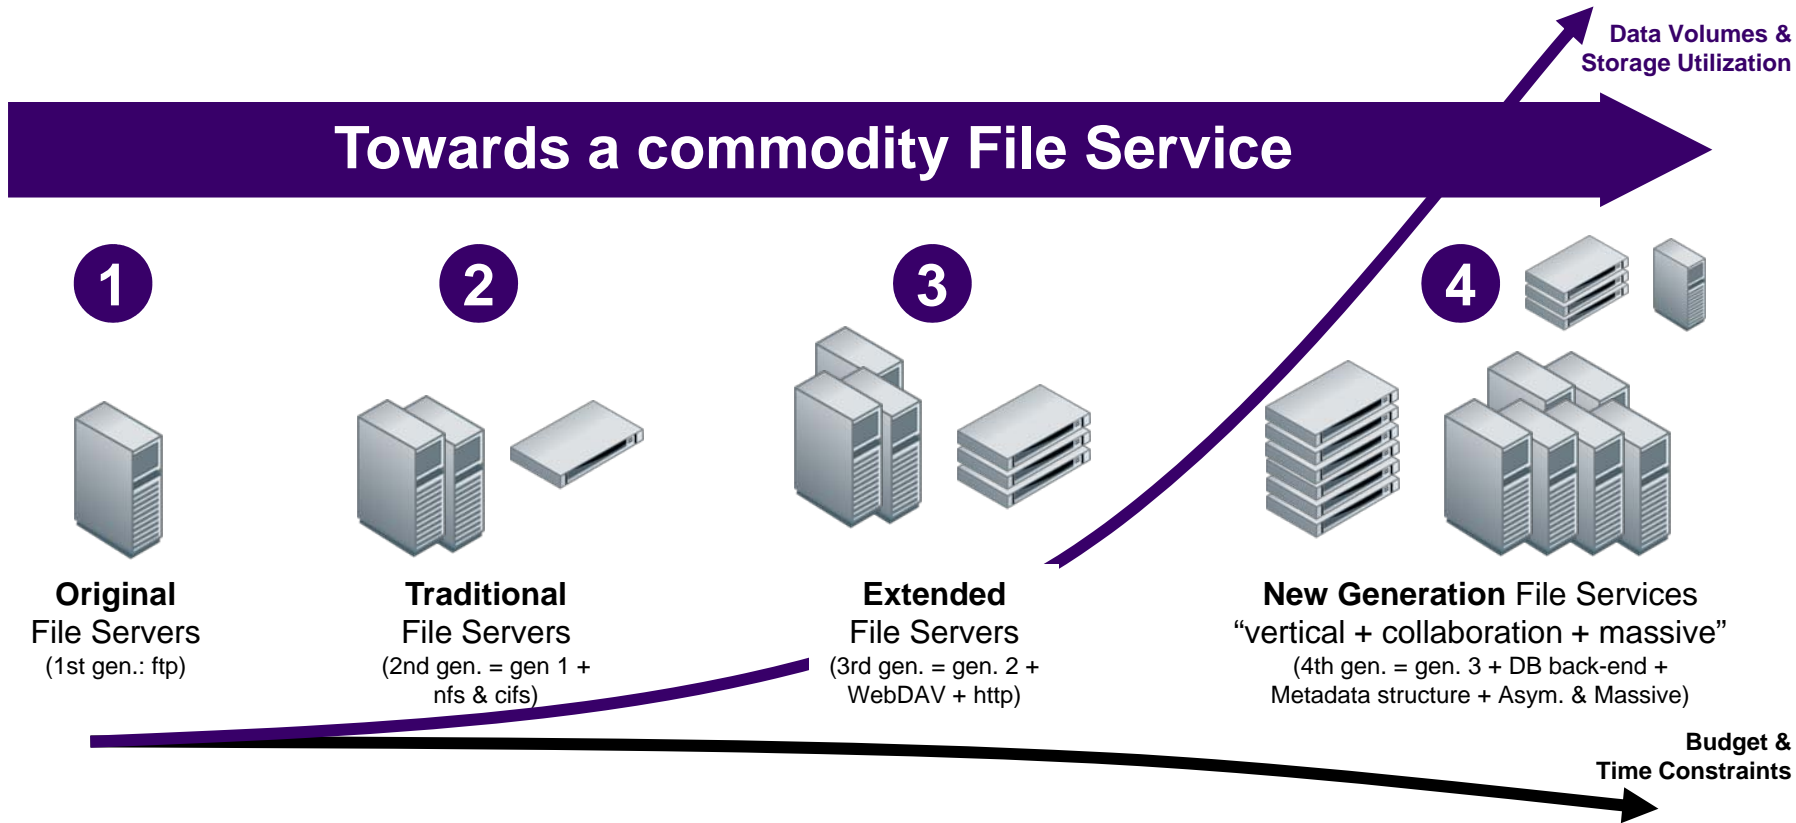 Data Volumes &
Storage Utilization
Towards a commodity File Service
1
2
3
4
Original
File Servers
(1st gen.: ftp)
Traditional
File Servers
(2nd gen. = gen 1 +
nfs & cifs)
Extended
File Servers
(3rd gen. = gen. 2 +
WebDAV + http)
New Generation File Services
“vertical + collaboration + massive”
(4th gen. = gen. 3 + DB back-end +
Metadata structure + Asym. & Massive)
Budget &
Time Constraints